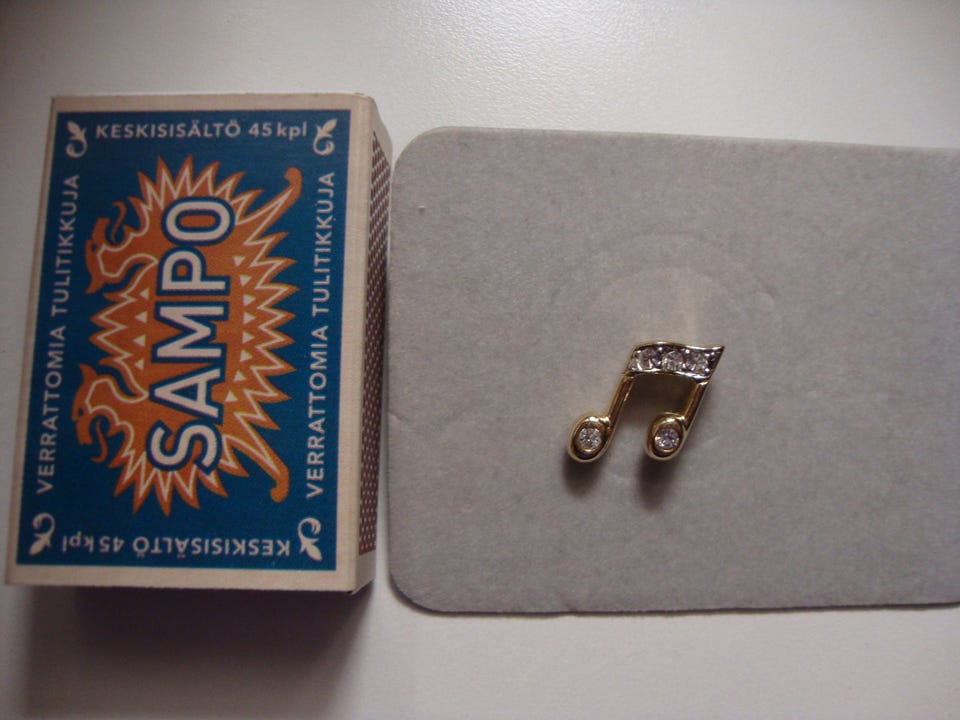 KESKISISÄLTÖ 45 kpl
VERRATTOMIA TULITIKKUJA
SAMPO
VERRATTOMIA TULITIKKUJA
KESKISISÄLTÖ 45 kpl